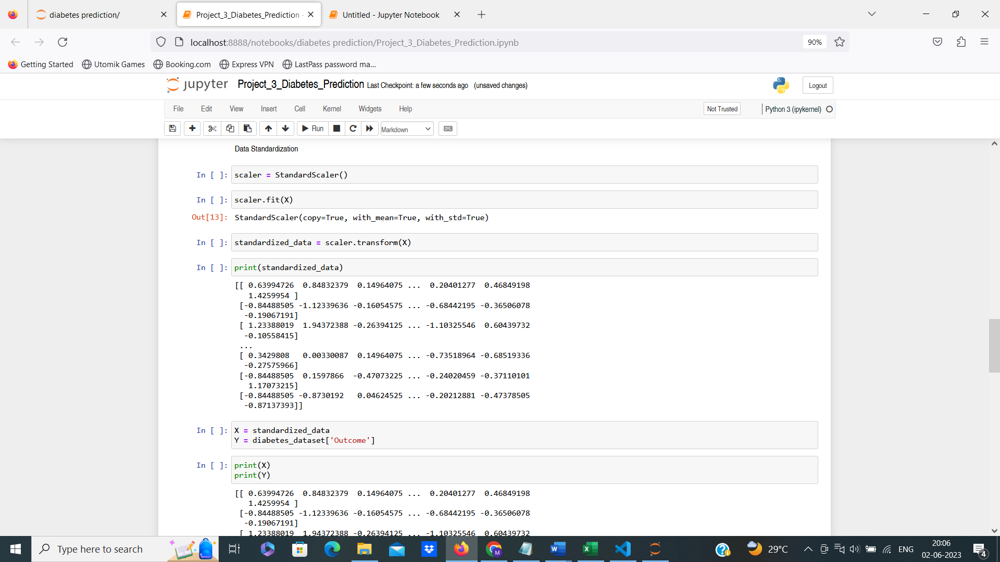 diabetes prediction/
Project_3_Diabetes_Prediction -
Untitled - Jupyter Notebook
localhost:8888/notebooks/diabetes prediction/Project_3_Diabetes_Prediction.ipynb
90%
Getting Started
Utomik Games
Booking.com
Express VPN
LastPass password ma...
jupyter
Project_3_Diabetes_Prediction Last Checkpoint: a few seconds ago (unsaved changes)
Logout
File Edit View Insert Cell Kernel Widgets Help
Not Trusted
Python 3 (ipykernel)
Run
Markdown
Data Standardization
In [ ]: scaler = StandardScaler()
In [ ]: scaler.fit(X)
Out[13]: StandardScaler(copy=True, with_mean=True, with_std=True)
In [ ]: standardized_data = scaler.transform(X)
In [ ]: print(standardized_data)
[[ 0.63994726 0.84832379 0.14964075 ... 0.20401277 0.46849198
1.4259954 ]
[-0.84488505 -1.12339636 -0.16054575 ... -0.68442195 -0.36506078
-0.19067191]
[ 1.23388019 1.94372388 -0.26394125 ... -1.10325546 0.60439732
-0.10558415]
...
[ 0.3429808 0.00330087 0.14964075 ... -0.73518964 -0.68519336
-0.27575966]
[-0.84488505 0.1597866 -0.47073225 ... -0.24020459 -0.37110101
1.17073215]
[-0.84488505 -0.8730192 0.04624525 ... -0.20212881 -0.47378505
-0.87137393]]
In [ ]: X = standardized_data
Y = diabetes_dataset['Outcome']
In [ ]: print(X)
print(Y)
[[ 0.63994726 0.84832379 0.14964075 ... 0.20401277 0.46849198
1.4259954 ]
[-0.84488505 -1.12339636 -0.16054575 ... -0.68442195 -0.36506078
-0.19067191]
[ 1.23388019 1.94372388 -0.26394125 ... -1.10325546 0.60439732
Type here to search
29°C
ENG
20:06
02-06-2023
4